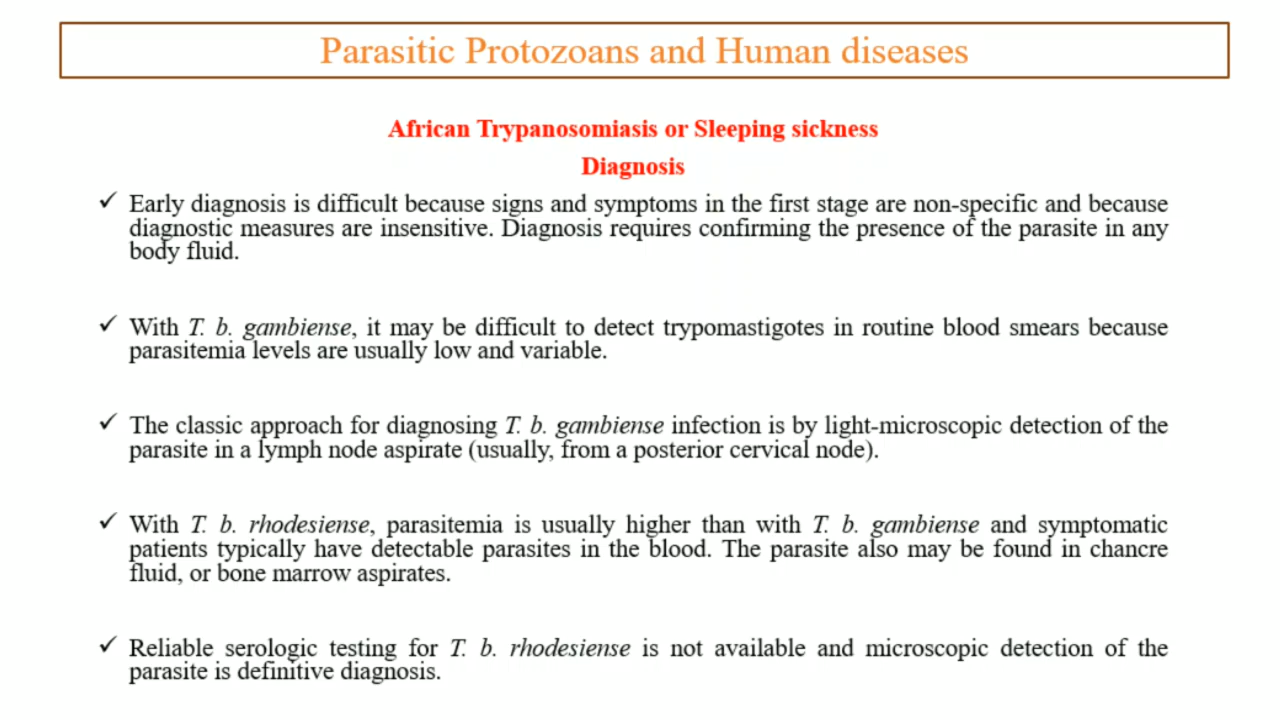 Parasitic Protozoans and Human diseases
African Trypanosomiasis or Sleeping sickness
Diagnosis
✓ Early diagnosis is difficult because signs and symptoms in the first stage are non-specific and because
diagnostic measures are insensitive. Diagnosis requires confirming the presence of the parasite in any
body fluid.
✓ With T. b. gambiense, it may be difficult to detect trypomastigotes in routine blood smears because
parasitemia levels are usually low and variable.
✓ The classic approach for diagnosing T. b. gambiense infection is by light-microscopic detection of the
parasite in a lymph node aspirate (usually, from a posterior cervical node).
✓ With T. b. rhodesiense, parasitemia is usually higher than with T. b. gambiense and symptomatic
patients typically have detectable parasites in the blood. The parasite also may be found in chancre
fluid, or bone marrow aspirates.
✓ Reliable serologic testing for T. b. rhodesiense is not available and microscopic detection of the
parasite is definitive diagnosis.